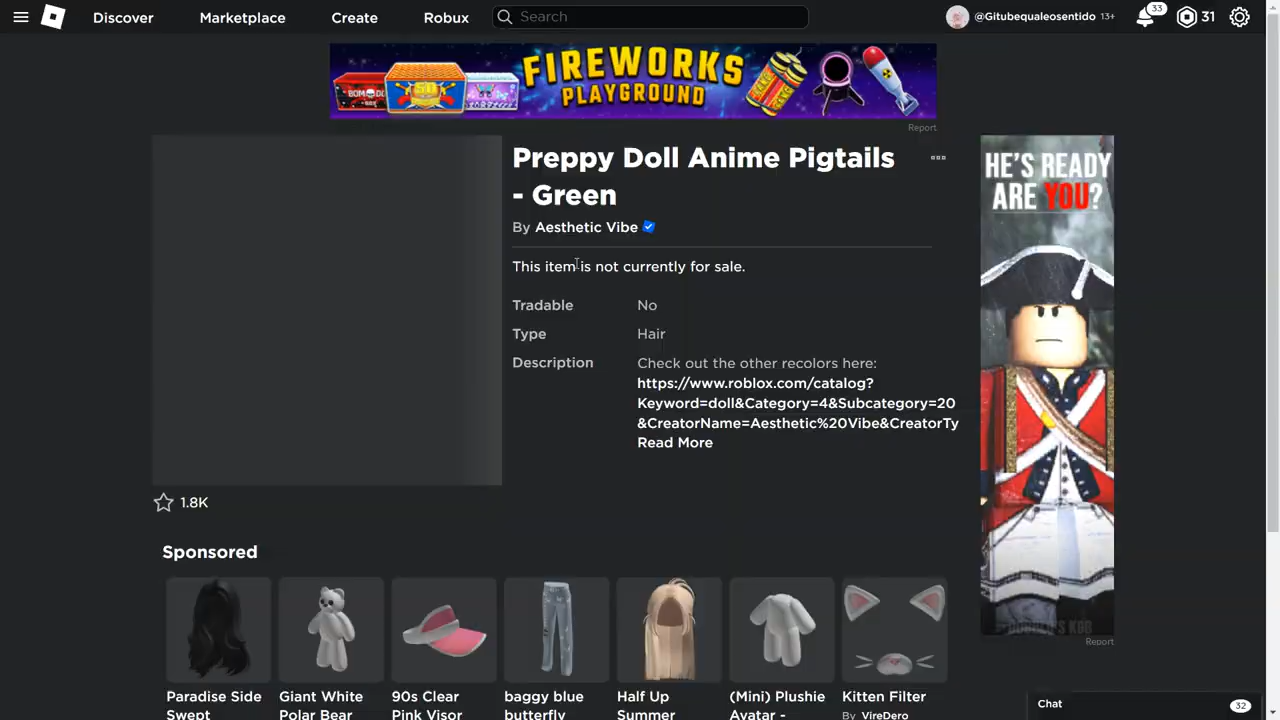 Discover Marketplace Create Robux Search @Gitubequaleosentido 13+ 33 31
FIREWORKS
PLAYGROUND
Report
Preppy Doll Anime Pigtails
- Green
By Aesthetic Vibe
This item is not currently for sale.
Tradable No
Type Hair
Description Check out the other recolors here:
https://www.roblox.com/catalog?
Keyword=doll&Category=4&Subcategory=20
&CreatorName=Aesthetic%20Vibe&CreatorTy
Read More
1.8K
HE'S READY
ARE YOU?
Report
Sponsored
Paradise Side
Swept
Giant White
Polar Bear
90s Clear
Pink Visor
baggy blue
butterfly
Half Up
Summer
(Mini) Plushie
Avatar -
Kitten Filter
By VireDero
Chat 32